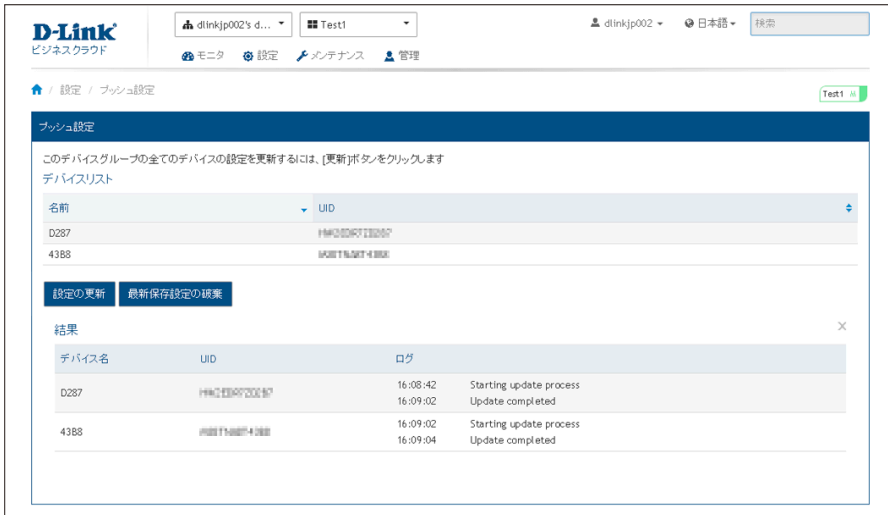 D-Link
ビジネスクラウド
dlinkjp002's d...
Test1
dlinkjp002
日本語
検索
モニタ 設定 メンテナンス 管理
/ 設定 / プッシュ設定
Test1
プッシュ設定
このデバイスグループの全てのデバイスの設定を更新するには、[更新]ボタンをクリックします
デバイスリスト
名前 UID
D287
43B8
設定の更新 最新保存設定の破棄
結果
デバイス名 UID ログ
D287
16:08:42 Starting update process
16:09:02 Update completed
43B8
16:09:02 Starting update process
16:09:04 Update completed